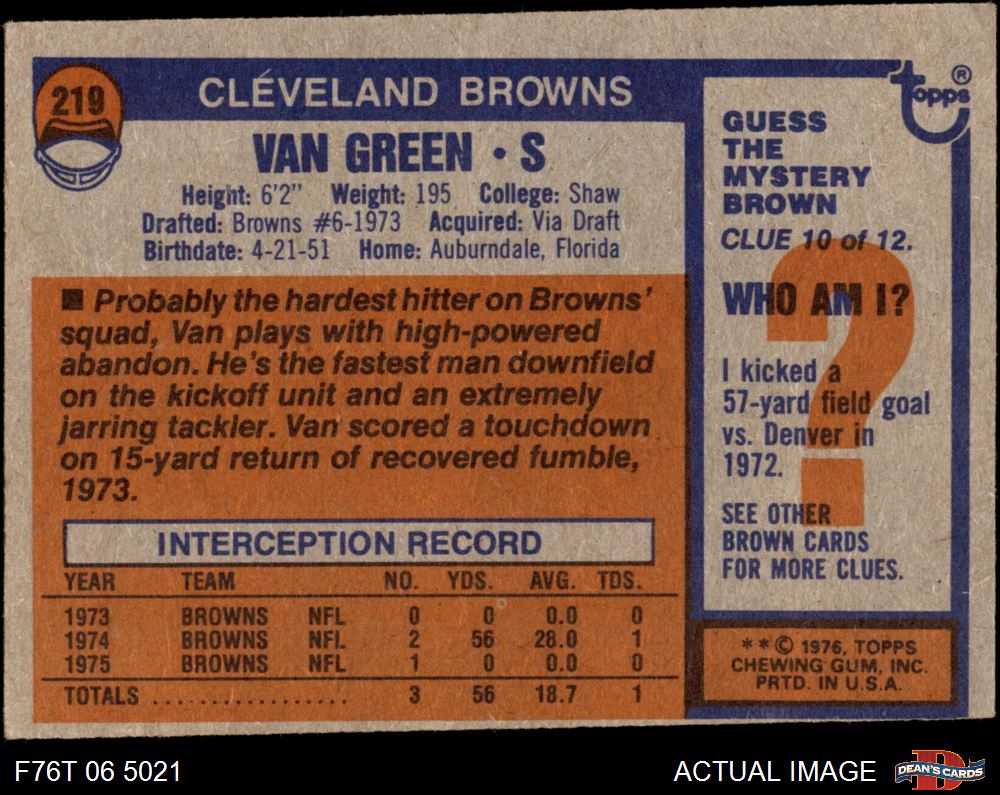 219
CLEVELAND BROWNS
VAN GREEN • S
Height: 6'2" Weight: 195 College: Shaw
Drafted: Browns #6-1973 Acquired: Via Draft
Birthdate: 4-21-51 Home: Auburndale, Florida
■ Probably the hardest hitter on Browns'
squad, Van plays with high-powered
abandon. He's the fastest man downfield
on the kickoff unit and an extremely
jarring tackler. Van scored a touchdown
on 15-yard return of recovered fumble,
1973.
INTERCEPTION RECORD
YEAR TEAM NO. YDS. AVG. TDS.
1973 BROWNS NFL 0 0 0.0 0
1974 BROWNS NFL 2 56 28.0 1
1975 BROWNS NFL 1 0 0.0 0
TOTALS .................. 3 56 18.7 1
topps ®
GUESS
THE
MYSTERY
BROWN
CLUE 10 of 12.
WHO AM I?
?
I kicked a
57-yard field goal
vs. Denver in
1972.
SEE OTHER
BROWN CARDS
FOR MORE CLUES.
**© 1976, TOPPS
CHEWING GUM, INC.
PRTD. IN U.S.A.
F76T 06 5021
ACTUAL IMAGE
D
DEAN'S CARDS